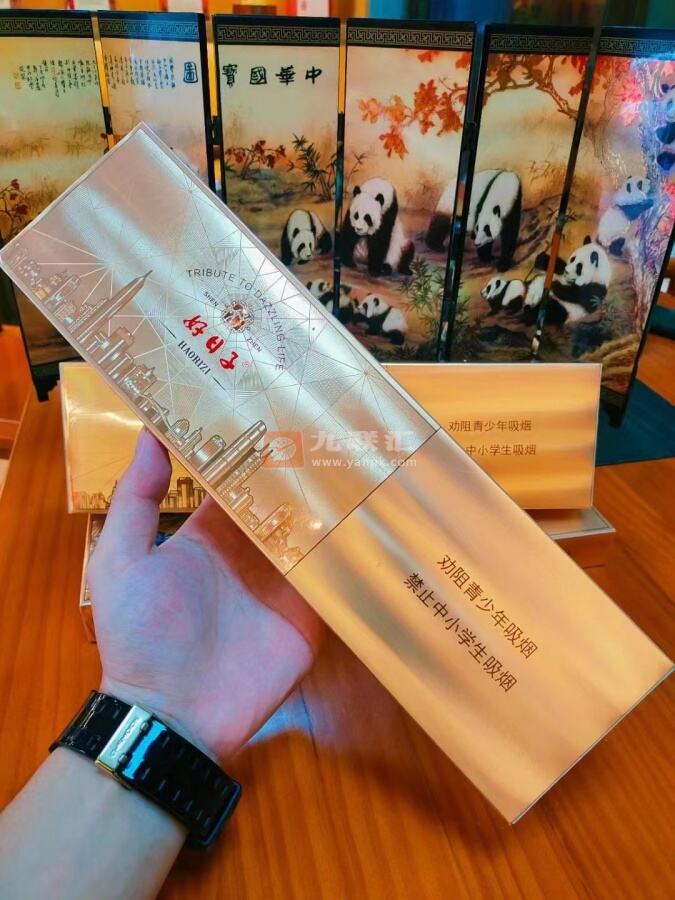 中華國寶
圖
TRIBUTE TO DAZZLING LIFE
SHEN ZHEN
好日子
HAORIZI
九联汇
www.yanjk.com
劝阻青少年吸烟
中小学生吸烟
劝阻青少年吸烟
禁止中小学生吸烟